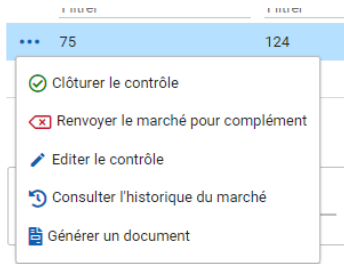 Filtrer Filtrer
75 124
Clôturer le contrôle
Renvoyer le marché pour complément
Editer le contrôle
Consulter l'historique du marché
Générer un document